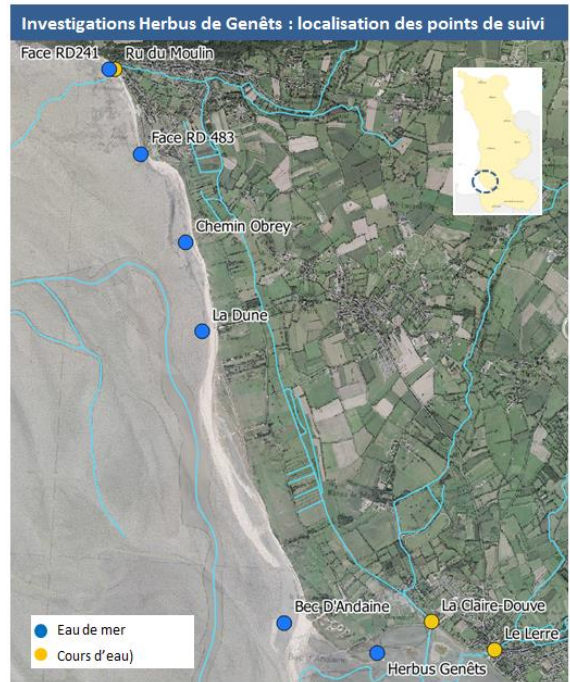 Investigations Herbus de Genêts : localisation des points de suivi
Face RD241 Ru du Moulin
Face RD 483
Chemin Obrey
La Dune
Bec D'Andaine
La Claire-Douve
Le Lerre
Herbus Genêts
Eau de mer
Cours d'eau)